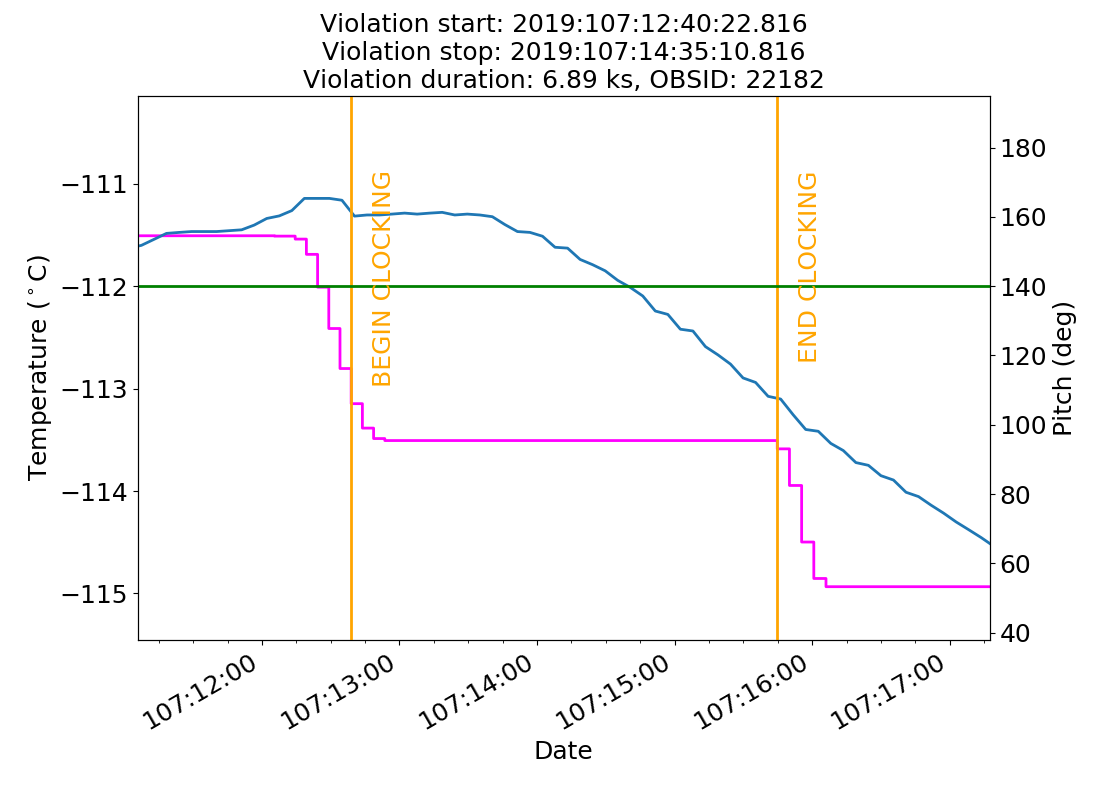 Violation start: 2019:107:12:40:22.816
Violation stop: 2019:107:14:35:10.816
Violation duration: 6.89 ks, OBSID: 22182
−111
−112
−113
−114
−115
Temperature (°C)
BEGIN CLOCKING
END CLOCKING
180
160
140
120
100
80
60
40
Pitch (deg)
107:12:00
107:13:00
107:14:00
107:15:00
107:16:00
107:17:00
Date